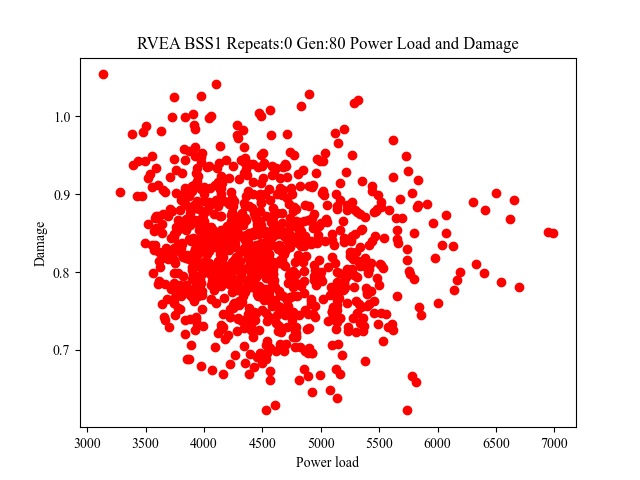 RVEA BSS1 Repeats:0 Gen:80 Power Load and Damage
1.0
0.9
0.8
0.7
Damage
3000 3500 4000 4500 5000 5500 6000 6500 7000
Power load